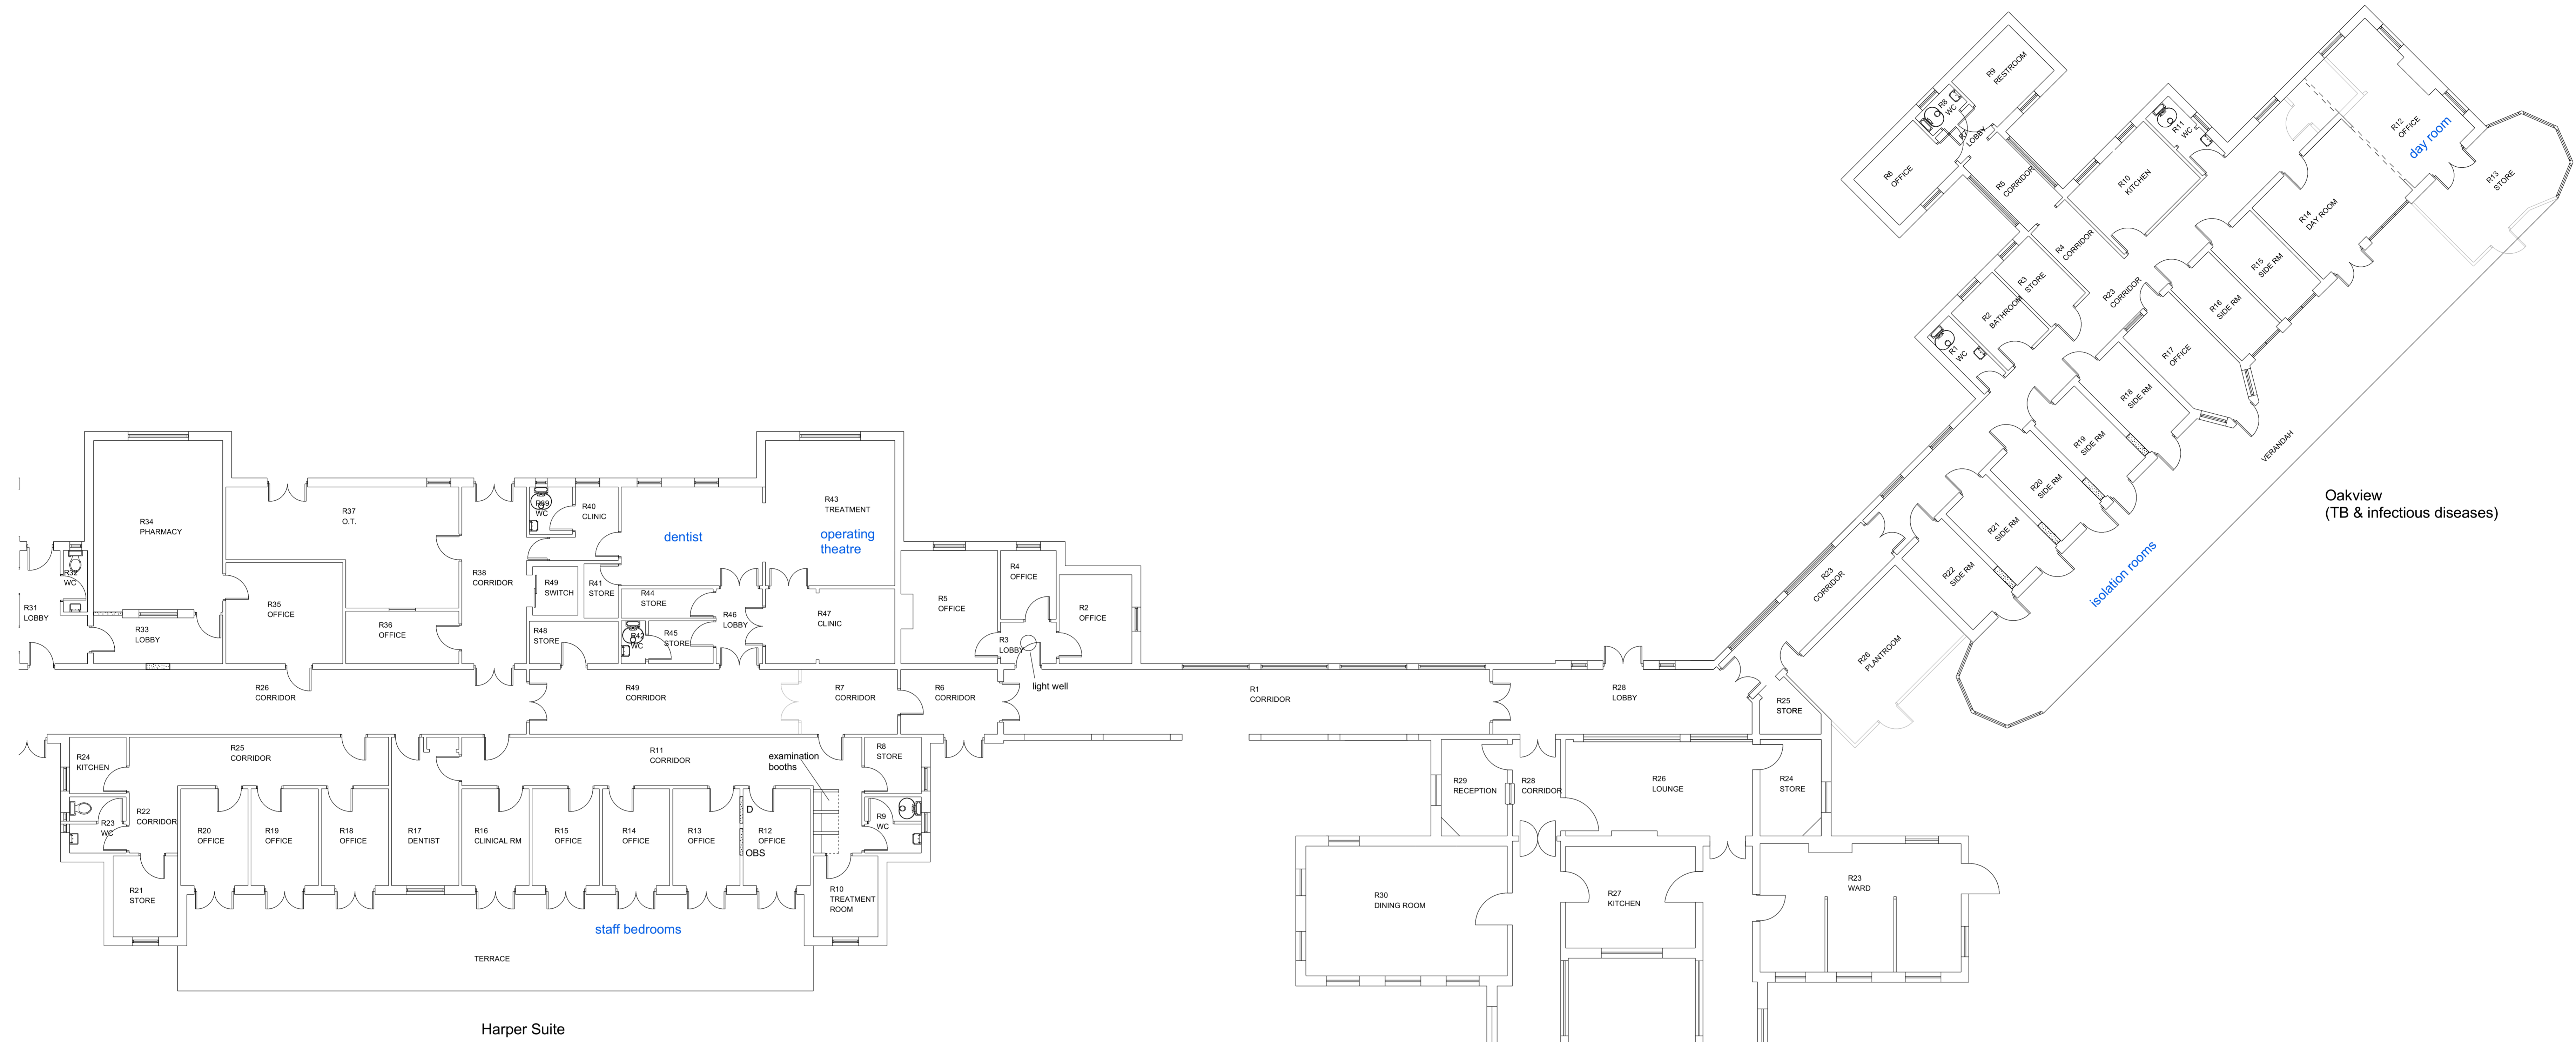 R9
RESTROOM
R8
WC
R7
LOBBY
R6
OFFICE
R5
CORRIDOR
R11
WC
R10
KITCHEN
R12
OFFICE
day room
R13
STORE
R14
DAY ROOM
R4
CORRIDOR
R3
STORE
R2
BATHROOM
R1
WC
R23
CORRIDOR
R15
SIDE RM
R16
SIDE RM
R17
OFFICE
R18
SIDE RM
R19
SIDE RM
R20
SIDE RM
R21
SIDE RM
R22
SIDE RM
VERANDAH
isolation rooms
Oakview
(TB & infectious diseases)
R23
CORRIDOR
R26
PLANTROOM
R25
STORE
R34
PHARMACY
R37
O.T.
R32
WC
R31
LOBBY
R33
LOBBY
R35
OFFICE
R36
OFFICE
R38
CORRIDOR
R39
WC
R40
CLINIC
dentist
R43
TREATMENT
operating
theatre
R49
SWITCH
R41
STORE
R44
STORE
R46
LOBBY
R47
CLINIC
R48
STORE
R42
WC
R45
STORE
R5
OFFICE
R4
OFFICE
R2
OFFICE
R3
LOBBY
light well
R26
CORRIDOR
R49
CORRIDOR
R7
CORRIDOR
R6
CORRIDOR
R1
CORRIDOR
R28
LOBBY
R24
KITCHEN
R25
CORRIDOR
R11
CORRIDOR
examination
booths
R8
STORE
R23
WC
R22
CORRIDOR
R20
OFFICE
R19
OFFICE
R18
OFFICE
R17
DENTIST
R16
CLINICAL RM
R15
OFFICE
R14
OFFICE
R13
OFFICE
D
OBS
R12
OFFICE
R9
WC
R21
STORE
R10
TREATMENT
ROOM
staff bedrooms
TERRACE
Harper Suite
R29
RECEPTION
R28
CORRIDOR
R26
LOUNGE
R24
STORE
R30
DINING ROOM
R27
KITCHEN
R23
WARD